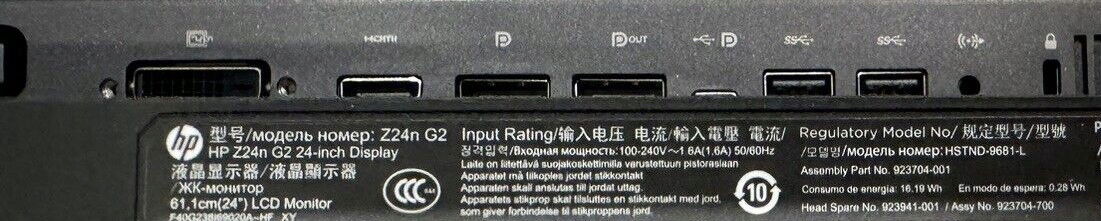 HDMI
OUT
SS
SS
hp
型号/модель номер: Z24n G2
HP Z24n G2 24-inch Display
液晶显示器/液晶顯示器
/ЖК-монитор
61,1cm(24") LCD Monitor
CCC
Input Rating/输入电压 电流/輸入電壓 電流/
정격입력/Входная мощность:100-240V～1.6A(1.6A) 50/60Hz
Laite on liitettävä suojakoskettimilla varustettuun pistorasiaan
Apparatet må tilkoples jordet stikkontakt
Apparaten skall anslutas till jordat uttag.
Apparatets stikprop skal tilsluttes en stikkontakt med jord,
som giver forbindelse til stikproppens jord.
10
Regulatory Model No/ 规定型号/型號
/모델명/модель номер: HSTND-9681-L
Assembly Part No. 923704-001
Consumo de energia: 16.19 Wh En modo de espera: 0.28 Wh
Head Spare No. 923941-001 / Assy No. 923704-700